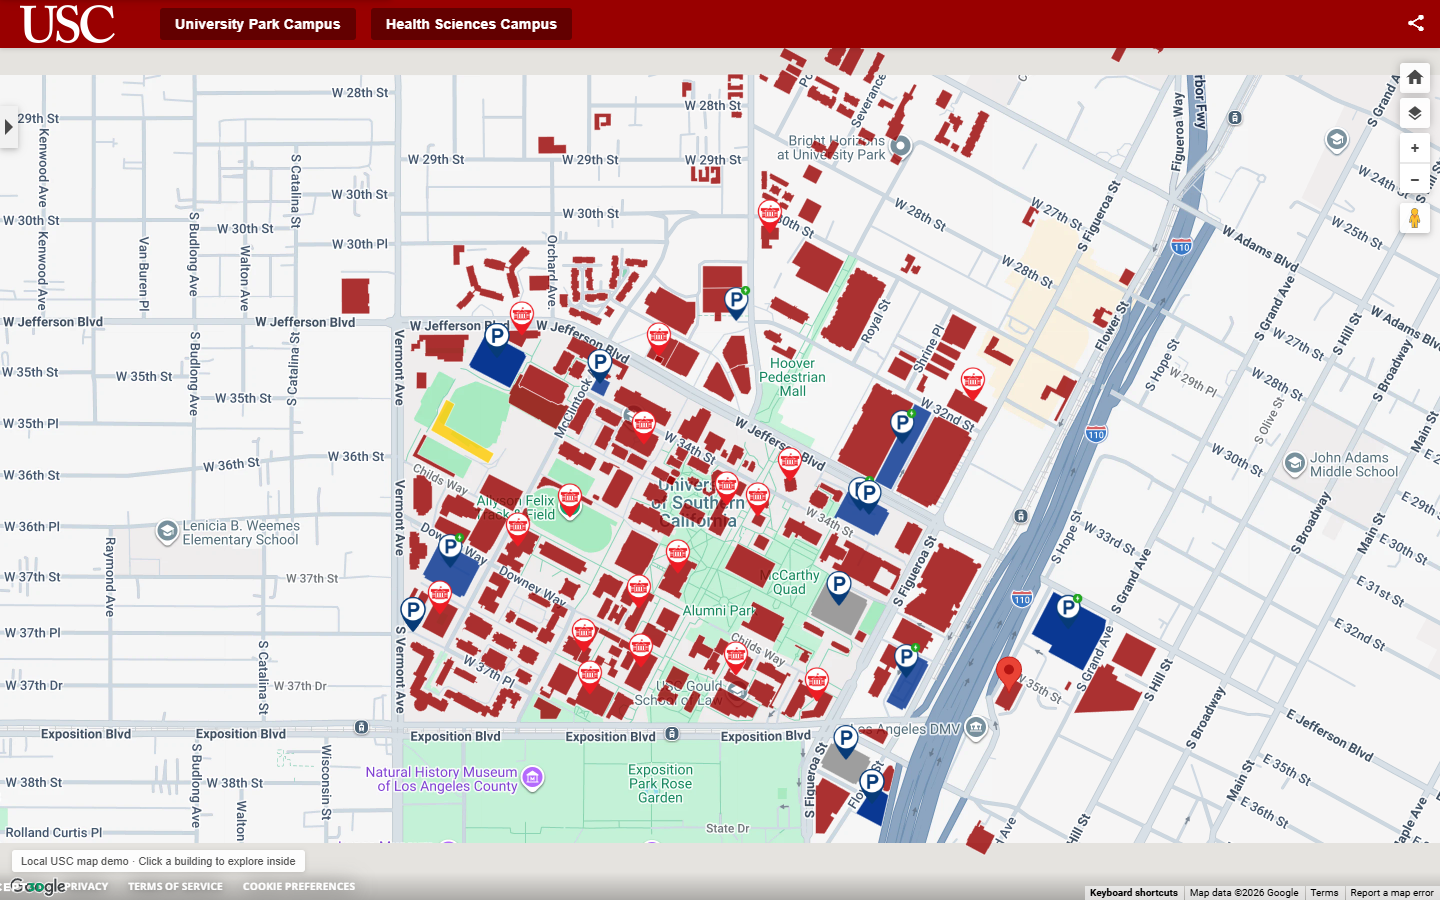 USC
University Park Campus
Health Sciences Campus
W 28th St
W 28th St
29th St
W 29th St
W 29th St
W 29th St
Bright Horizons
at University Park
Severance
Figueroa Way
S Grand A
Kenwood Ave
S Catalina St
W 30th St
W 30th St
W 30th St
W 30th St
30th St
W 30th Pl
Kenwood Ave
Van Buren Pl
S Budlong Ave
Walton Ave
Orchard Ave
W 28th St
W 27th St
W 28th St
S Figueroa St
W 24th St
W 25th St
W Adams Blvd
W Adams Blvd
110
W Jefferson Blvd
W Jefferson Blvd
W Jefferson Blvd
W Jefferson Blvd
W Jefferson Blvd
Royal St
Shrine Pl
Flower St
S Hope St
S Grand Ave
S Hill St
S Broadway
Main St
W 27th St
W 28th St
W 29th Pl
W 30th St
S Olive St
W 35th St
W 35th St
W 35th St
W 35th Pl
W 36th St
W 36th St
W 36th St
Vermont Ave
S Budlong Ave
S Catalina St
Hoover
Pedestrian
Mall
W 32nd St
McClintock
W 34th St
W 34th St
Childs Way
Allyson Felix
Track & Field
University
of Southern
California
110
John Adams
Middle School
W 36th Pl
Lenicia B. Weemes
Elementary School
Vermont Ave
Raymond Ave
W 37th St
W 37th St
Downey Way
Downey Way
McCarthy
Quad
Alumni Park
Childs Way
S Figueroa St
S Hope St
W 33rd St
S Grand Ave
S Broadway
Main St
E 29th St
E 30th St
E 31st St
E 32nd St
110
W 37th Pl
W 37th Pl
S Vermont Ave
S Catalina St
W 37th Dr
W 37th Dr
USC Gould
School of Law
W 35th St
S Grand Ave
S Hill St
S Broadway
Los Angeles DMV
Exposition Blvd
Exposition Blvd
Exposition Blvd
Exposition Blvd
Exposition Blvd
E Jefferson Blvd
E 35th St
E 36th St
Main St
W 38th St
W 38th St
S Budlong Ave
Wisconsin St
Walton
Natural History Museum
of Los Angeles County
Exposition
Park Rose
Garden
S Figueroa St
State Dr
Rolland Curtis Pl
Local USC map demo · Click a building to explore inside
Google
PRIVACY
TERMS OF SERVICE
COOKIE PREFERENCES
Keyboard shortcuts
Map data ©2026 Google
Terms
Report a map error